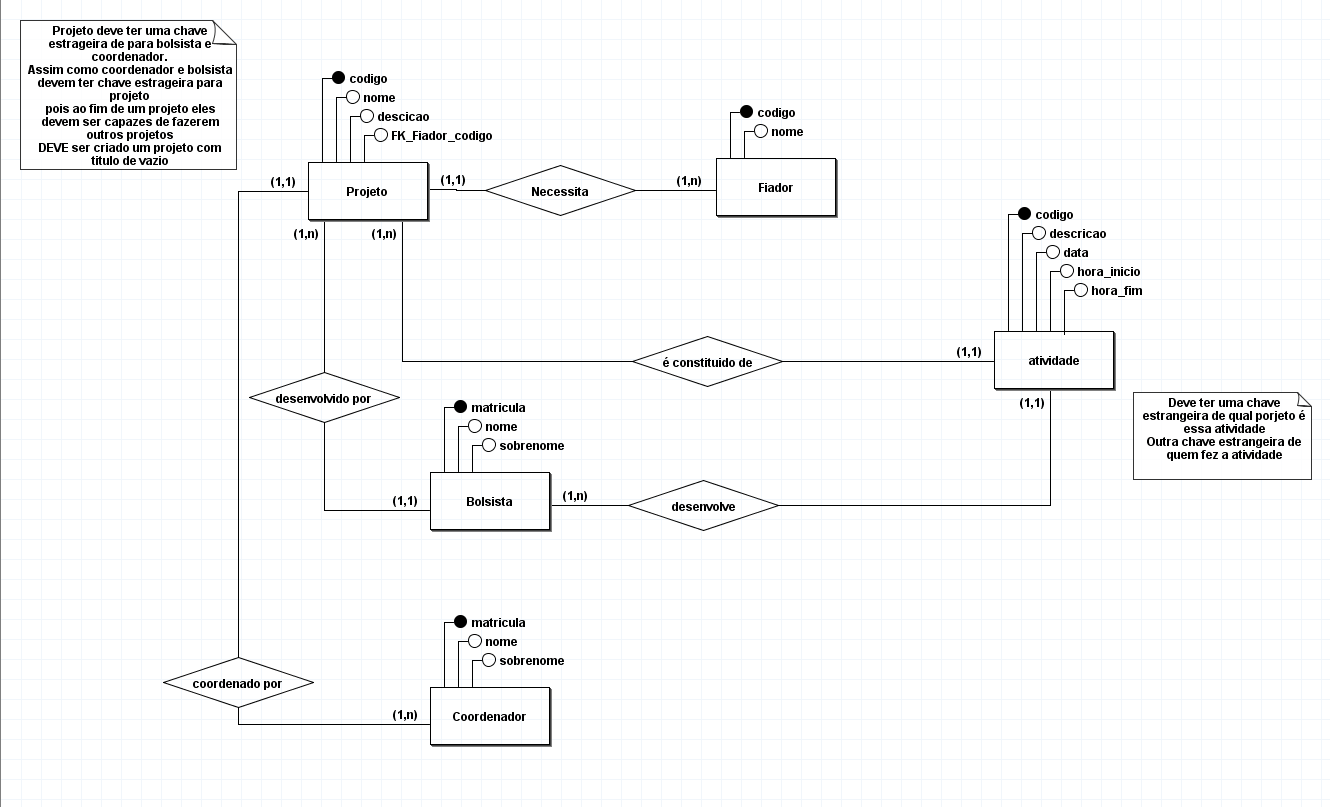 Projeto deve ter uma chave
estrageira de para bolsista e
coordenador.
Assim como coordenador e bolsista
devem ter chave estrageira para
projeto
pois ao fim de um projeto eles
devem ser capazes de fazerem
outros projetos
DEVE ser criado um projeto com
titulo de vazio
codigo
nome
descicao
FK_Fiador_codigo
codigo
nome
(1,1)
Projeto
(1,1)
Necessita
(1,n)
Fiador
(1,n)
(1,n)
codigo
descricao
data
hora_inicio
hora_fim
é constituido de
(1,1)
atividade
(1,1)
Deve ter uma chave
estrangeira de qual porjeto é
essa atividade
Outra chave estrangeira de
quem fez a atividade
desenvolvido por
matricula
nome
sobrenome
(1,1)
Bolsista
(1,n)
desenvolve
matricula
nome
sobrenome
coordenado por
(1,n)
Coordenador